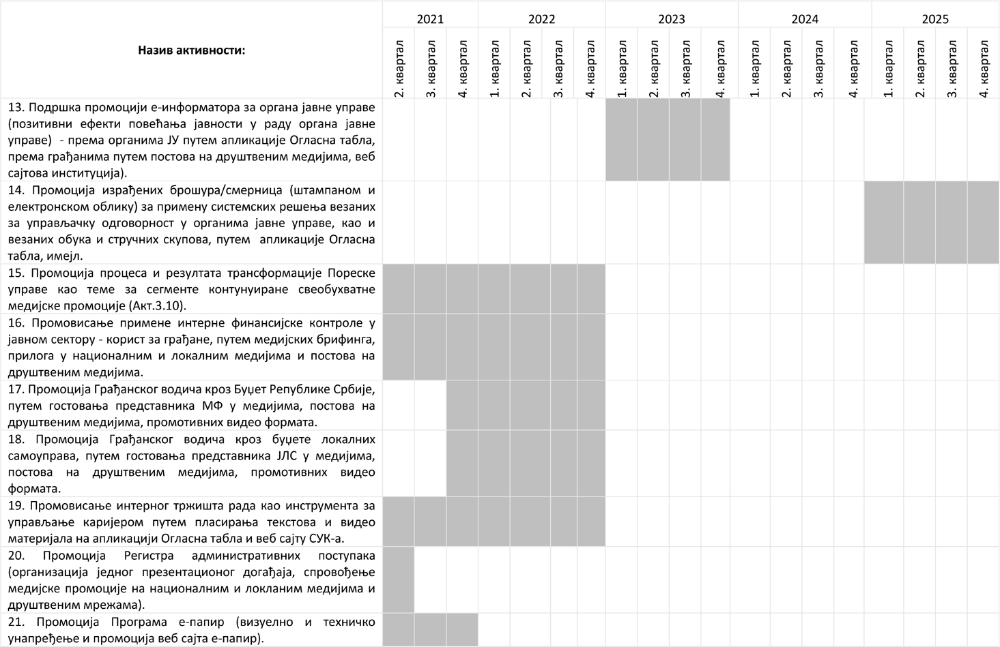 2021 2022 2023 2024 2025
Назив активности:
2. квартал 3. квартал 4. квартал 1. квартал 2. квартал 3. квартал 4. квартал 1. квартал 2. квартал 3. квартал 4. квартал 1. квартал 2. квартал 3. квартал 4. квартал 1. квартал 2. квартал 3. квартал 4. квартал
13. Подршка промоцији е-информатора за органа јавне управе
(позитивни ефекти повећања јавности у раду органа јавне
управе) - према органима ЈУ путем апликације Огласна табла,
према грађанима путем постова на друштвеним медијима, веб
сајтова институција).
14. Промоција израђених брошура/смерница (штампаном и
електронском облику) за примену системских решења везаних
за управљачку одговорност у органима јавне управе, као и
везаних обука и стручних скупова, путем апликације Огласна
табла, имејл.
15. Промоција процеса и резултата трансформације Пореске
управе као теме за сегменте контунуиране свеобухватне
медијске промоције (Акт.3.10).
16. Промовисање примене интерне финансијске контроле у
јавном сектору - корист за грађане, путем медијских брифинга,
прилога у националним и локалним медијима и постова на
друштвеним медијима.
17. Промоција Грађанског водича кроз Буџет Републике Србије,
путем гостовања представника МФ у медијима, постова на
друштвеним медијима, промотивних видео формата.
18. Промоција Грађанског водича кроз буџете локалних
самоуправа, путем гостовања представника ЈЛС у медијима,
постова на друштвеним медијима, промотивних видео
формата.
19. Промовисање интерног тржишта рада као инструмента за
управљање каријером путем пласирања текстова и видео
материјала на апликацији Огласна табла и веб сајту СУК-а.
20. Промоција Регистра административних поступака
(организација једног презентационог догађаја, спровођење
медијске промоције на националним и локланим медијима и
друштвеним мрежама).
21. Промоција Програма е-папир (визуелно и техничко
унапређење и промоција веб сајта е-папир).